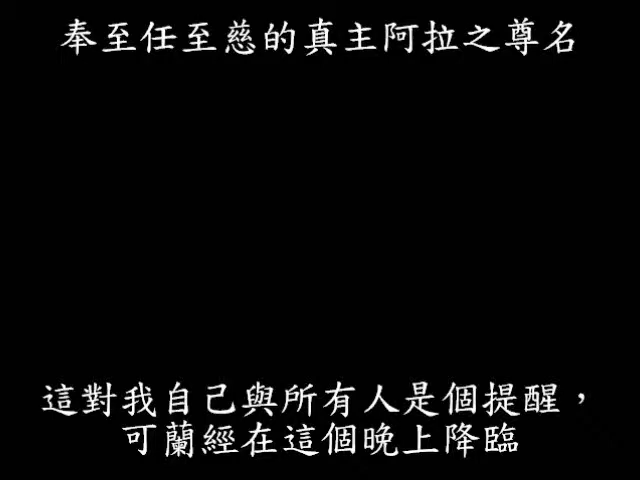 奉至任至慈的真主阿拉之尊名
這對我自己與所有人是個提醒，
可蘭經在這個晚上降臨